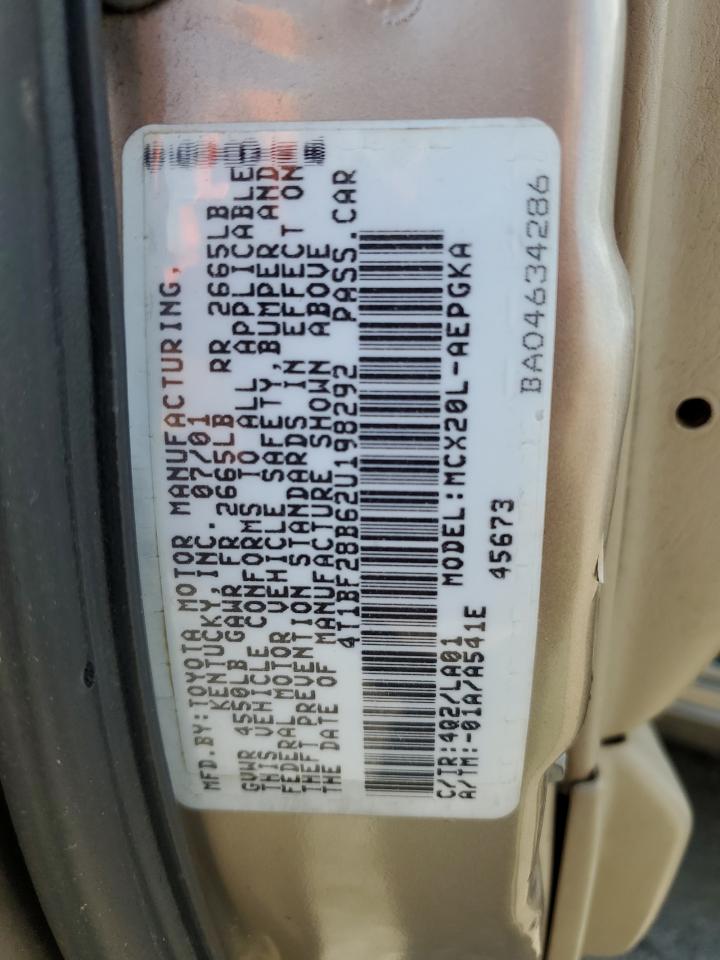 MFD.BY:TOYOTA MOTOR MANUFACTURING,
KENTUCKY,INC. 07/01
GVWR 4550LB GAWR FR 2665LB RR 2665LB
THIS VEHICLE CONFORMS TO ALL APPLICABLE
FEDERAL MOTOR VEHICLE SAFETY,BUMPER AND
THEFT PREVENTION STANDARDS IN EFFECT ON
THE DATE OF MANUFACTURE SHOWN ABOVE
4T1BF28B62U198292 PASS.CAR
C/TR:4Q2/LA01 MODEL:MCX20L-AEPGKA
A/TM:-01A/A541E 45673
BA04634286